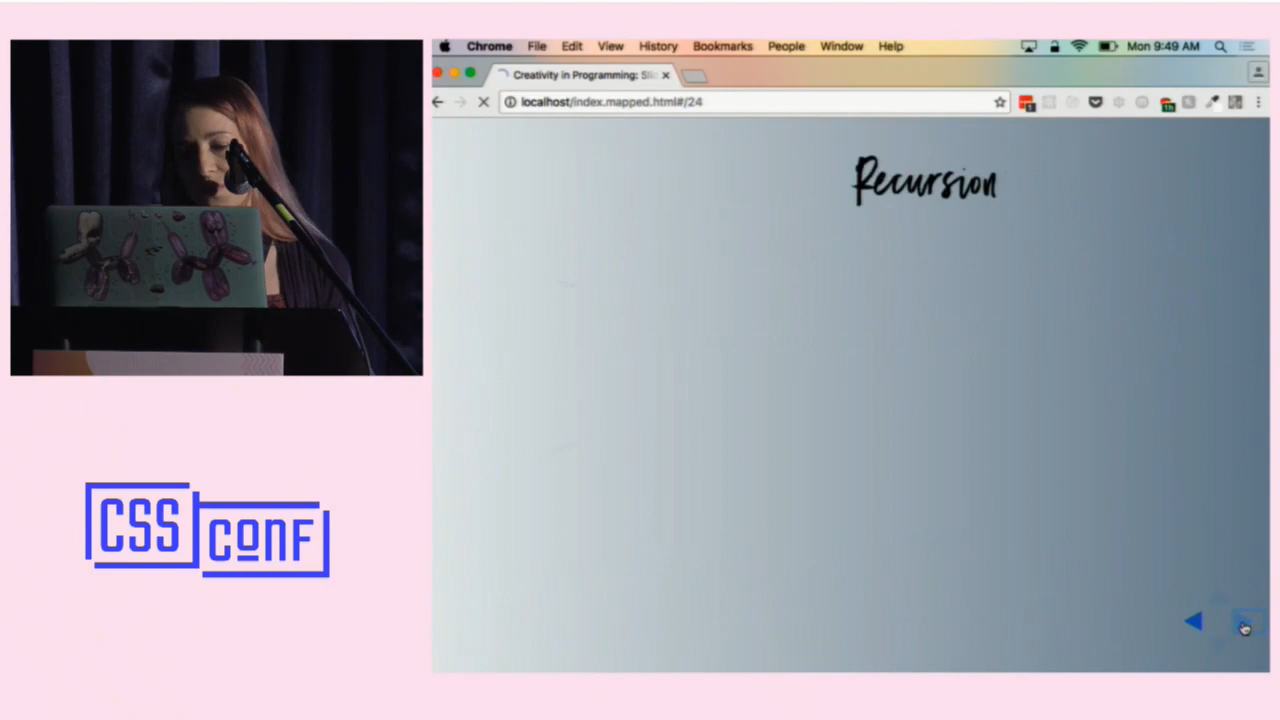 Chrome File Edit View History Bookmarks People Window Help Mon 9:49 AM
Creativity in Programming: Slid
localhost/index.mapped.html#/24
Recursion
CSS
CONF